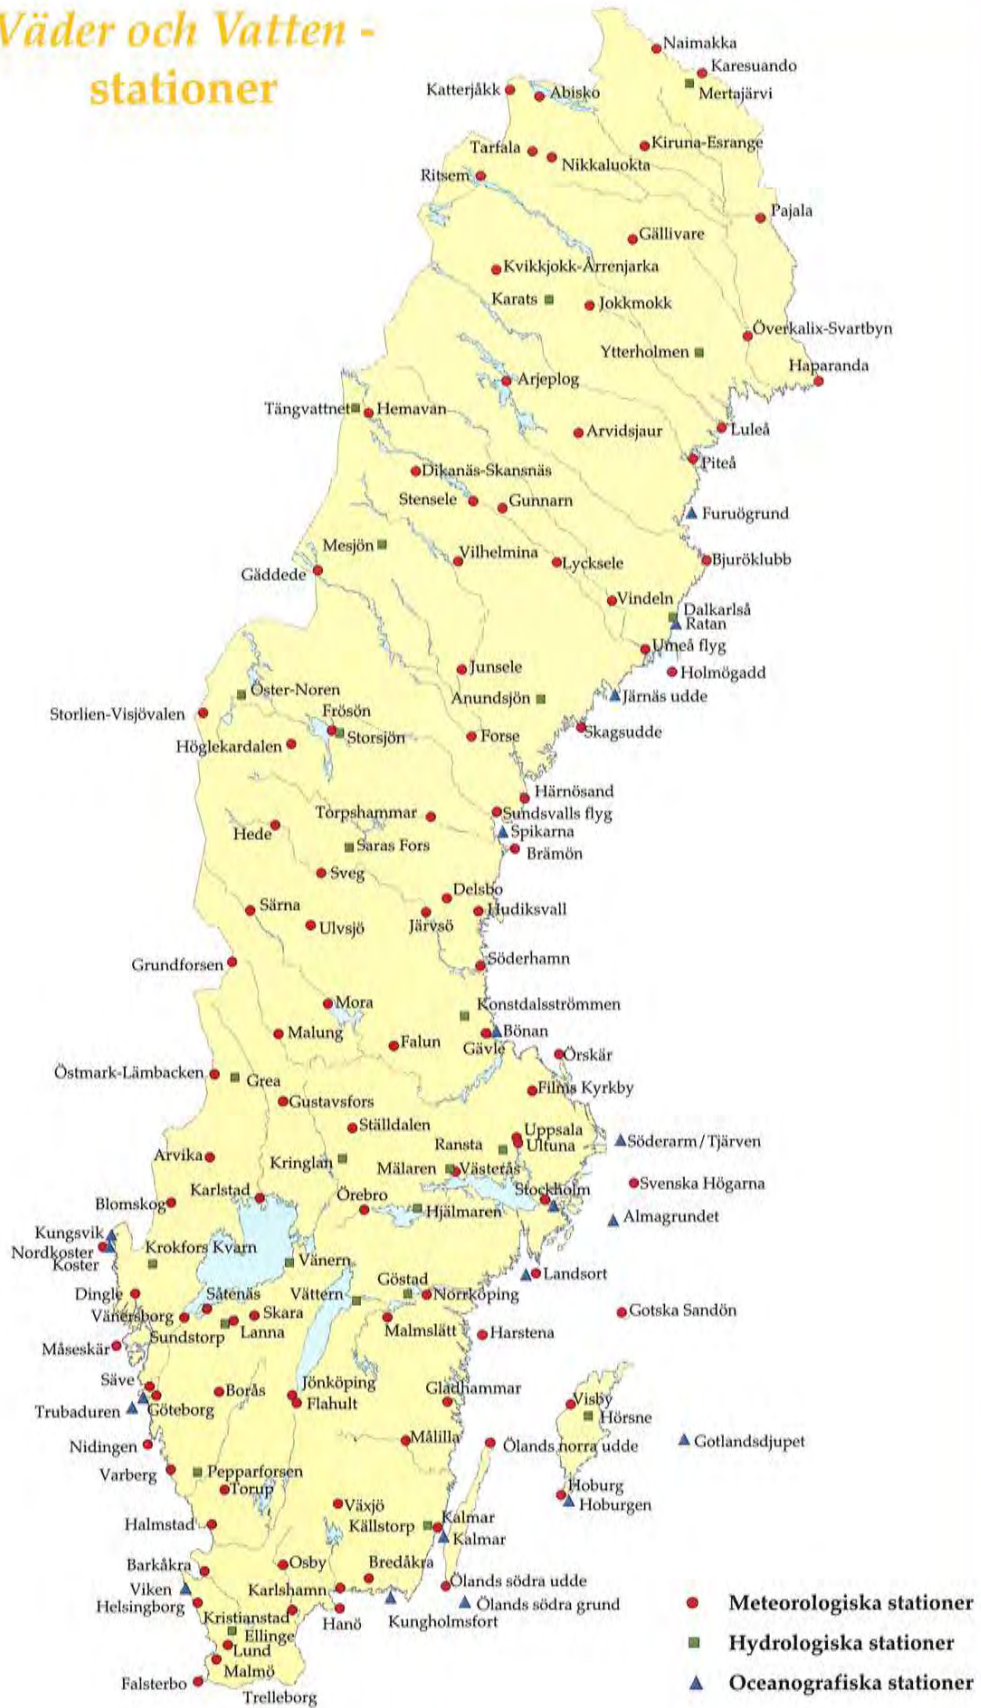 Väder och Vatten -
stationer
Naimakka
Karesuando
Mertajärvi
Katterjåkk
Abisko
Kiruna-Esrange
Tarfala
Nikkaluokta
Ritsem
Pajala
Gällivare
Kvikkjokk-Årrenjarka
Karats
Jokkmokk
Överkalix-Svartbyn
Ytterholmen
Haparanda
Arjeplog
Tängvattnet
Hemavan
Luleå
Arvidsjaur
Piteå
Dikanäs-Skansnäs
Stensele
Gunnarn
Furuögrund
Mesjön
Vilhelmina
Lycksele
Bjuröklubb
Gäddede
Vindeln
Dalkarlså
Ratan
Umeå flyg
Junsele
Holmögadd
Öster-Noren
Anundsjön
Järnäs udde
Storlien-Visjövalen
Frösön
Storsjön
Forse
Skagsudde
Höglekardalen
Härnösand
Torpshammar
Sundsvalls flyg
Hede
Spikarna
Saras Fors
Brämön
Sveg
Delsbo
Särna
Hudiksvall
Ulvsjö
Järvsö
Grundforsen
Söderhamn
Mora
Konstdalsströmmen
Malung
Falun
Gävle
Bönan
Örskär
Östmark-Lämbacken
Grea
Films Kyrkby
Gustavsfors
Ställdalen
Uppsala
Ultuna
Ransta
Söderarm/Tjärven
Arvika
Kringlan
Mälaren
Västerås
Svenska Högarna
Karlstad
Örebro
Stockholm
Blomskog
Hjälmaren
Almagrundet
Kungsvik
Nordkoster
Koster
Krokfors Kvarn
Vänern
Göstad
Landsort
Dingle
Såtenäs
Vättern
Norrköping
Vänersborg
Skara
Gotska Sandön
Sundstorp
Lanna
Malmslätt
Harstena
Måseskär
Säve
Borås
Jönköping
Gladhammar
Flahult
Visby
Trubaduren
Göteborg
Hörsne
Målilla
Nidingen
Ölands norra udde
Gotlandsdjupet
Varberg
Pepparforsen
Torup
Hoburg
Hoburgen
Växjö
Halmstad
Källstorp
Kalmar
Kalmar
Barkåkra
Osby
Bredåkra
Viken
Karlshamn
Ölands södra udde
Helsingborg
Ölands södra grund
Kristianstad
Hanö
Kungholmsfort
Ellinge
Lund
Malmö
Falsterbo
Trelleborg
Meteorologiska stationer
Hydrologiska stationer
Oceanografiska stationer